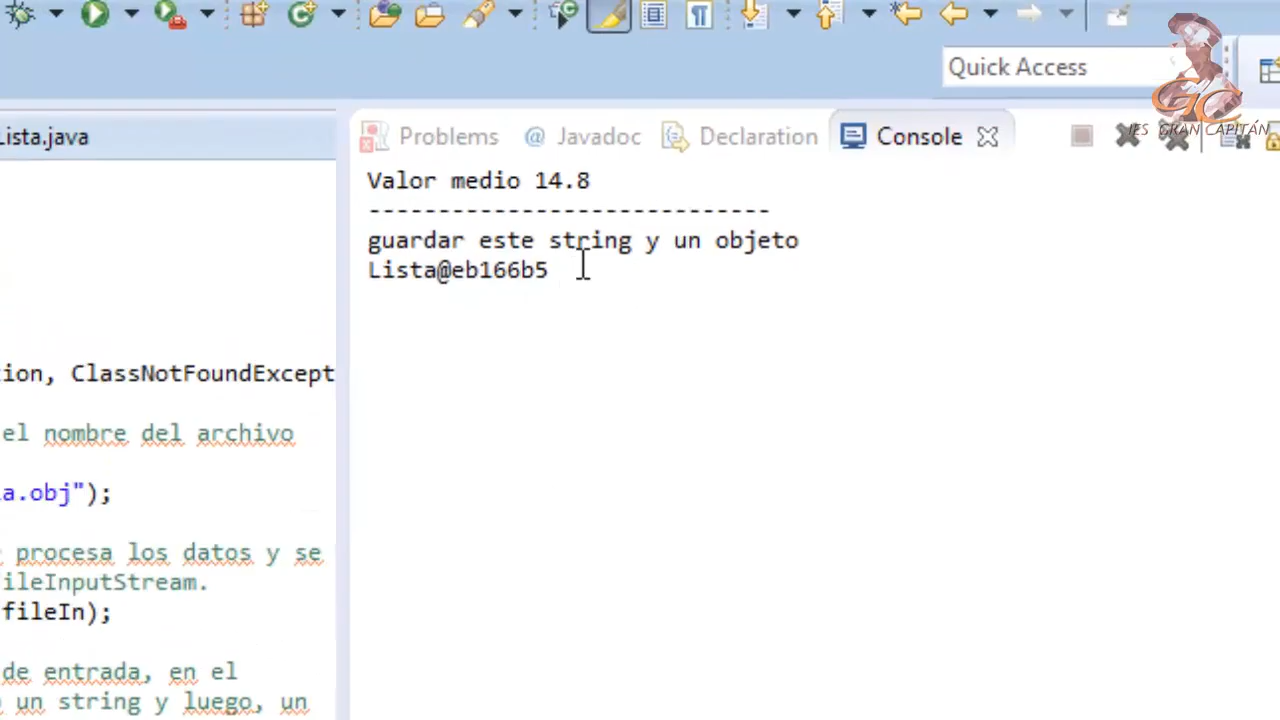 Quick Access
IES GRAN CAPITÁN
Lista.java
Problems @ Javadoc Declaration Console
Valor medio 14.8
-----------------------------
guardar este string y un objeto
Lista@eb166b5
ion, ClassNotFoundExcept
el nombre del archivo
a.obj");
procesa los datos y se
ileInputStream.
fileIn);
de entrada, en el
un string y luego, un